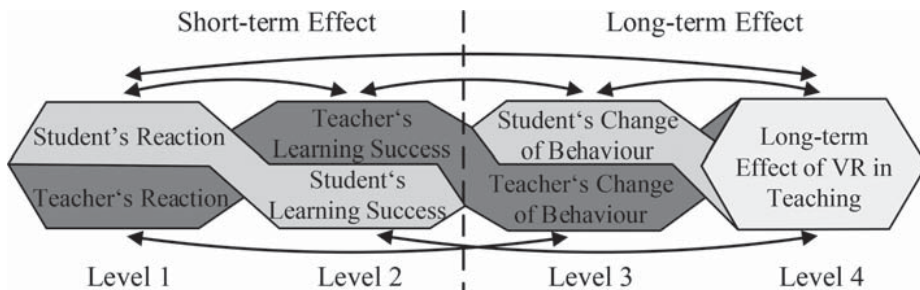 Short-term Effect
Long-term Effect
Student's Reaction
Teacher‘s Reaction
Teacher‘s
Learning Success
Student's
Learning Success
Student's Change
of Behaviour
Teacher‘s Change
of Behaviour
Long-term
Effect of VR in
Teaching
Level 1
Level 2
Level 3
Level 4